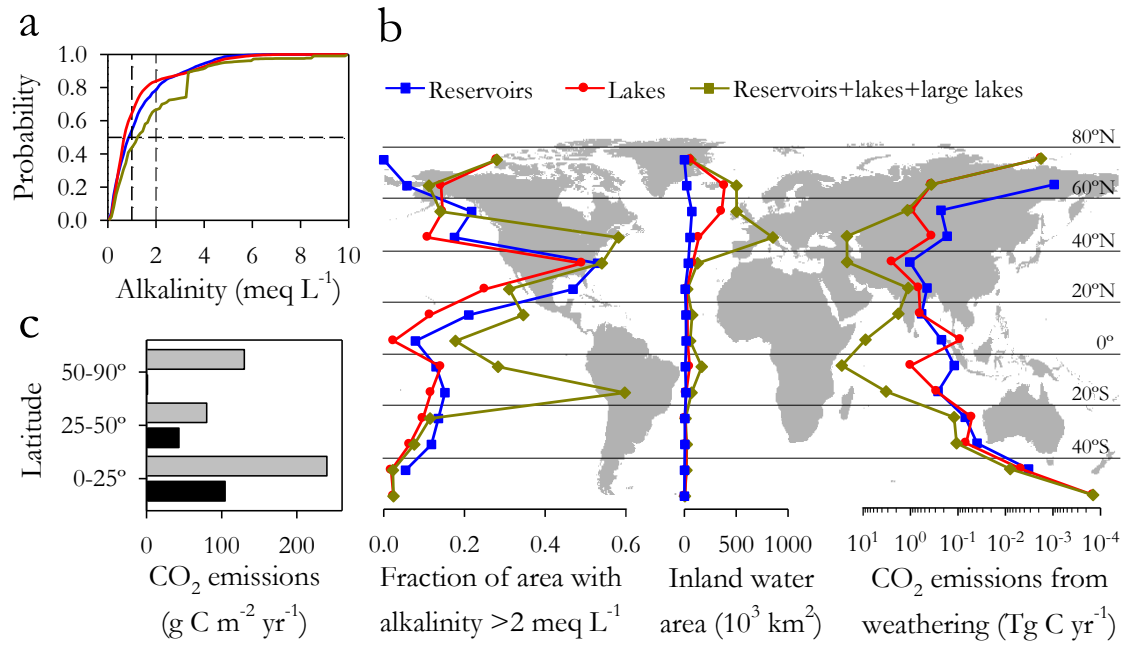 a
1.0
0.8
0.6
0.4
0.2
0.0
Probability
0
2
4
6
8
10
Alkalinity (meq L⁻¹)
b
Reservoirs
Lakes
Reservoirs+lakes+large lakes
80ºN
60ºN
40ºN
20ºN
0º
20ºS
40ºS
0.0
0.2
0.4
0.6
Fraction of area with
alkalinity >2 meq L⁻¹
0
500
1000
Inland water
area (10³ km²)
10¹
10⁰
10⁻¹
10⁻²
10⁻³
10⁻⁴
CO₂ emissions from
weathering (Tg C yr⁻¹)
c
50-90º
25-50º
0-25º
Latitude
0
100
200
CO₂ emissions
(g C m⁻² yr⁻¹)